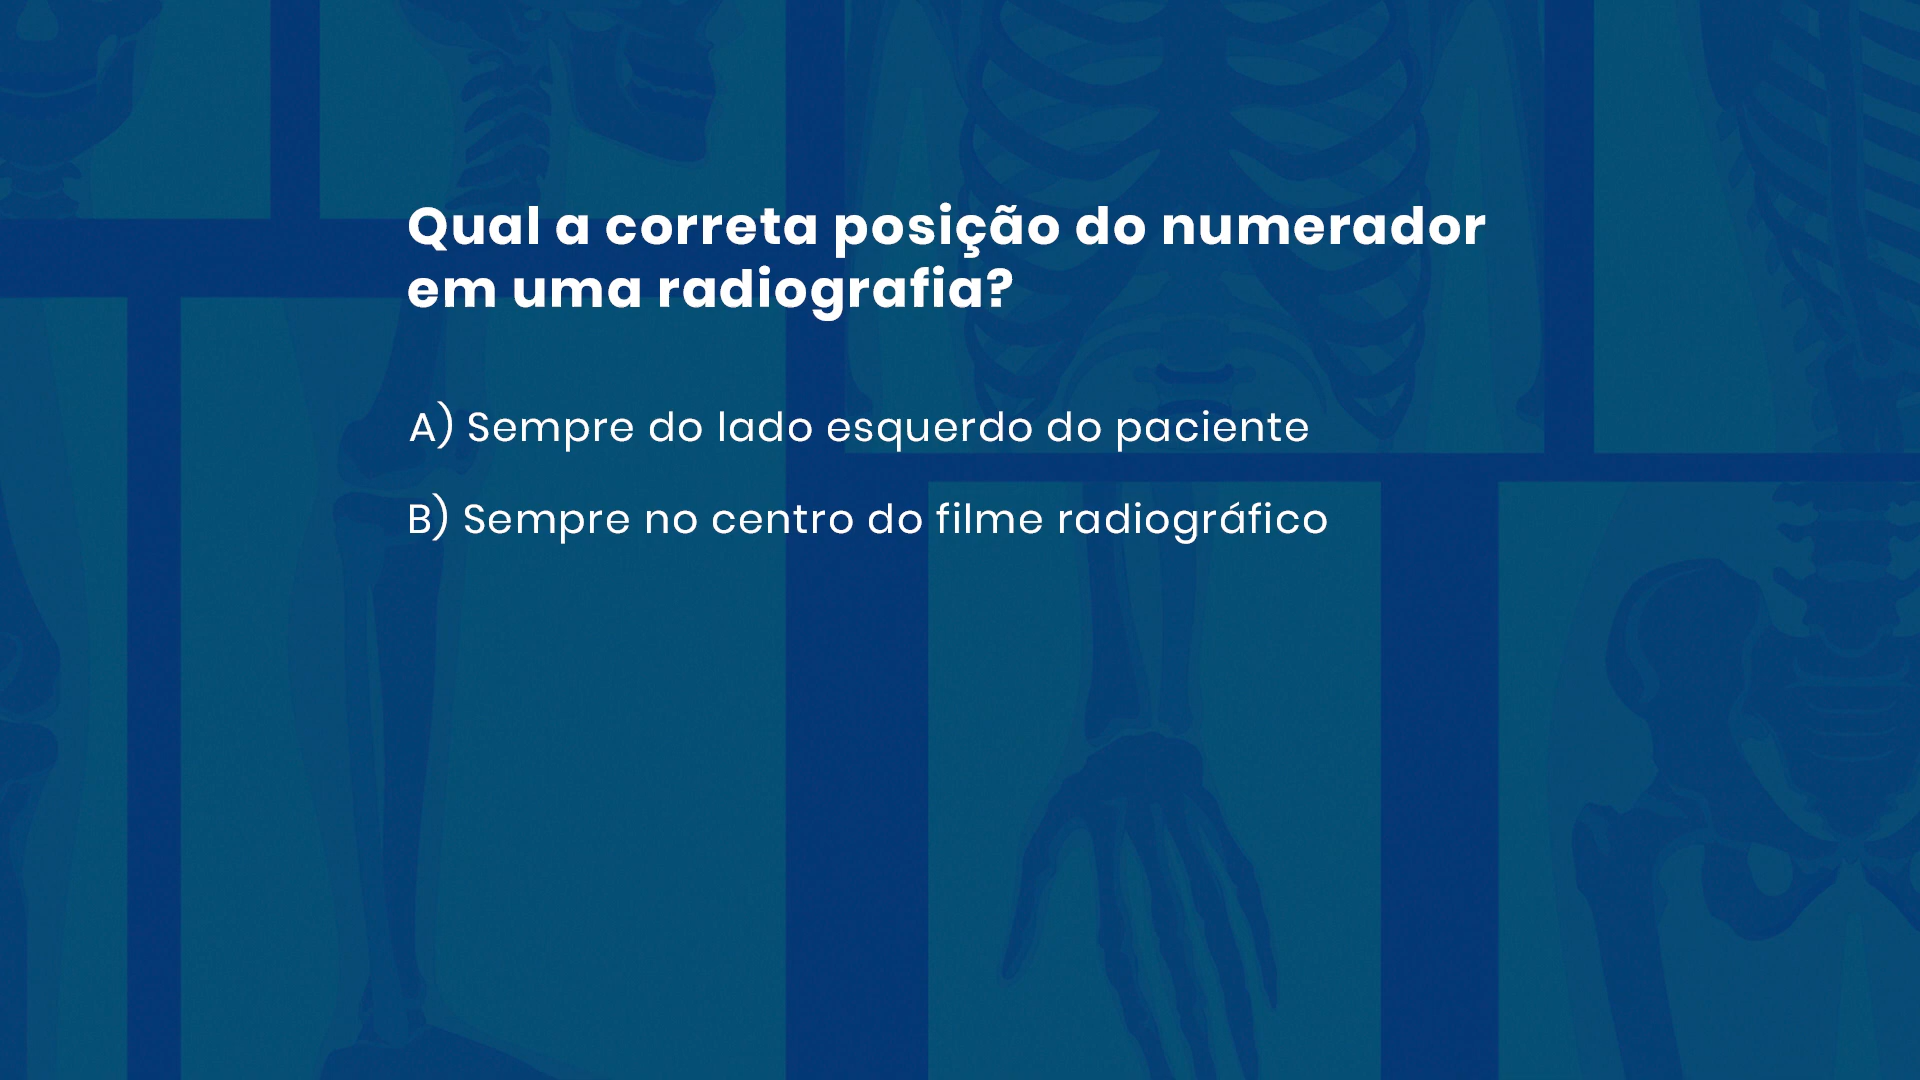 Qual a correta posição do numerador
em uma radiografia?
A) Sempre do lado esquerdo do paciente
B) Sempre no centro do filme radiográfico